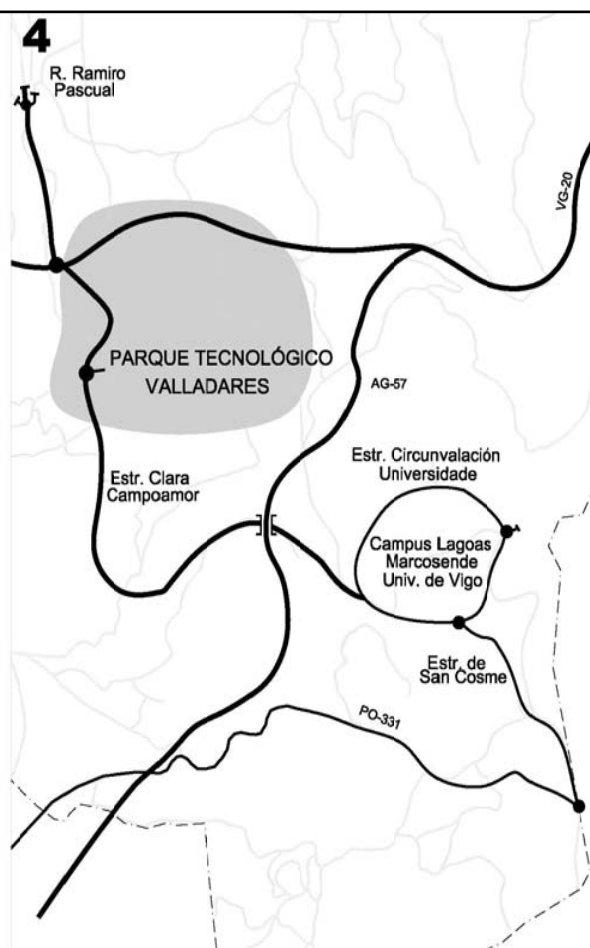 4
R. Ramiro
Pascual
VG-20
PARQUE TECNOLÓGICO
VALLADARES
AG-57
Estr. Circunvalación
Universidade
Estr. Clara
Campoamor
Campus Lagoas
Marcosende
Univ. de Vigo
Estr. de
San Cosme
PO-331